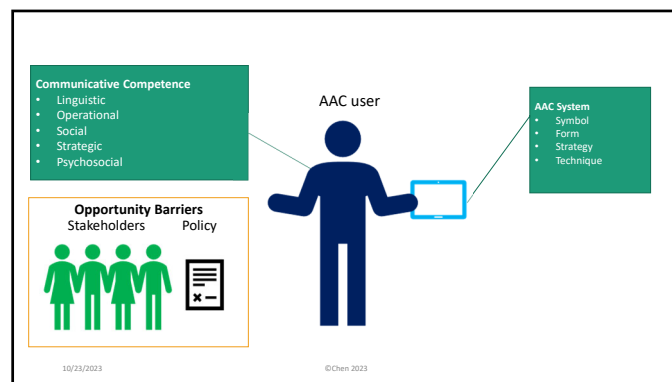 Communicative Competence
• Linguistic
• Operational
• Social
• Strategic
• Psychosocial
AAC user
AAC System
• Symbol
• Form
• Strategy
• Technique
Opportunity Barriers
Stakeholders Policy
10/23/2023
©Chen 2023